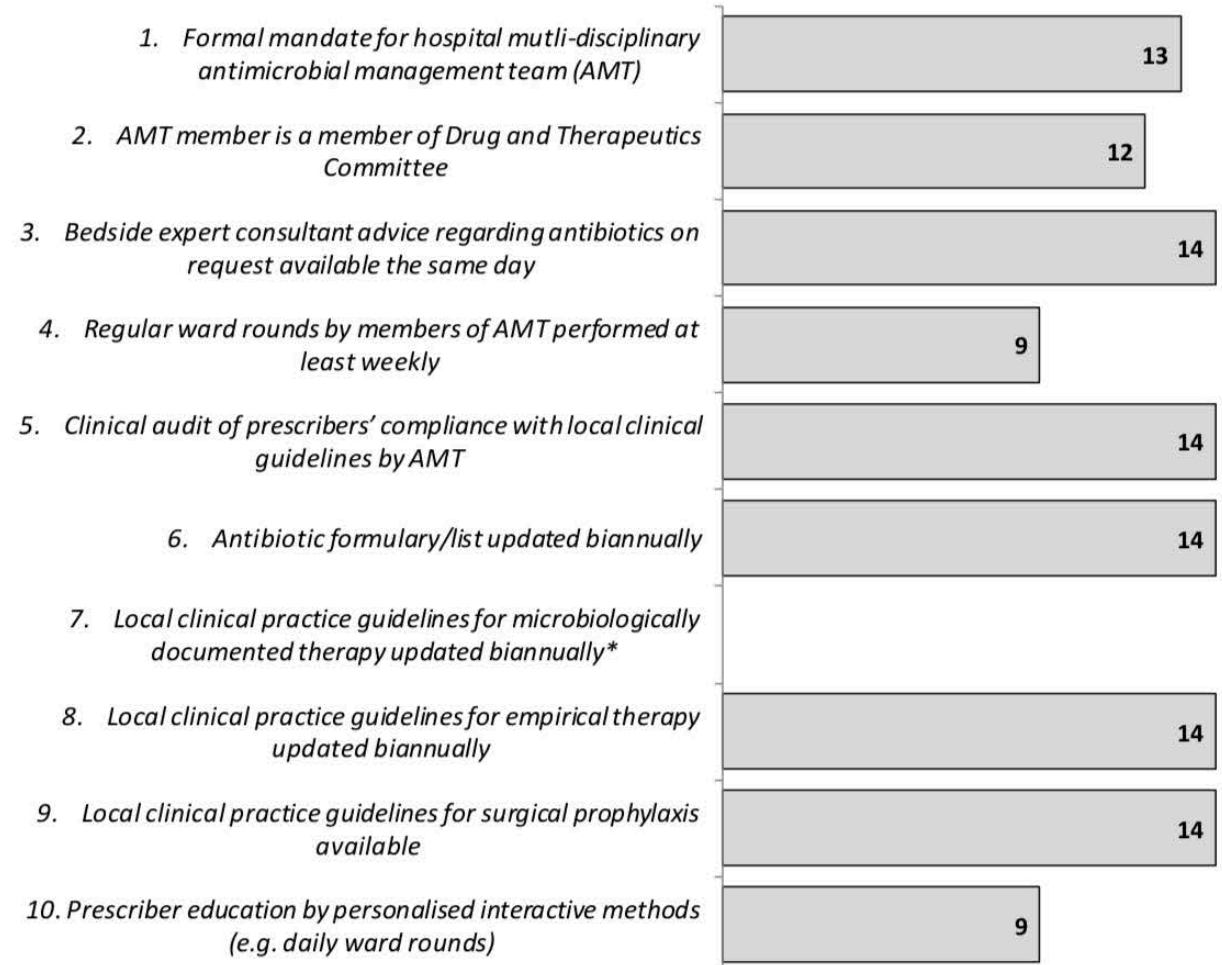 1. Formal mandate for hospital mutli-disciplinary
antimicrobial management team (AMT)
13
2. AMT member is a member of Drug and Therapeutics
Committee
12
3. Bedside expert consultant advice regarding antibiotics on
request available the same day
14
4. Regular ward rounds by members of AMT performed at
least weekly
9
5. Clinical audit of prescribers’ compliance with local clinical
guidelines by AMT
14
6. Antibiotic formulary/list updated biannually
14
7. Local clinical practice guidelines for microbiologically
documented therapy updated biannually*
8. Local clinical practice guidelines for empirical therapy
updated biannually
14
9. Local clinical practice guidelines for surgical prophylaxis
available
14
10. Prescriber education by personalised interactive methods
(e.g. daily ward rounds)
9